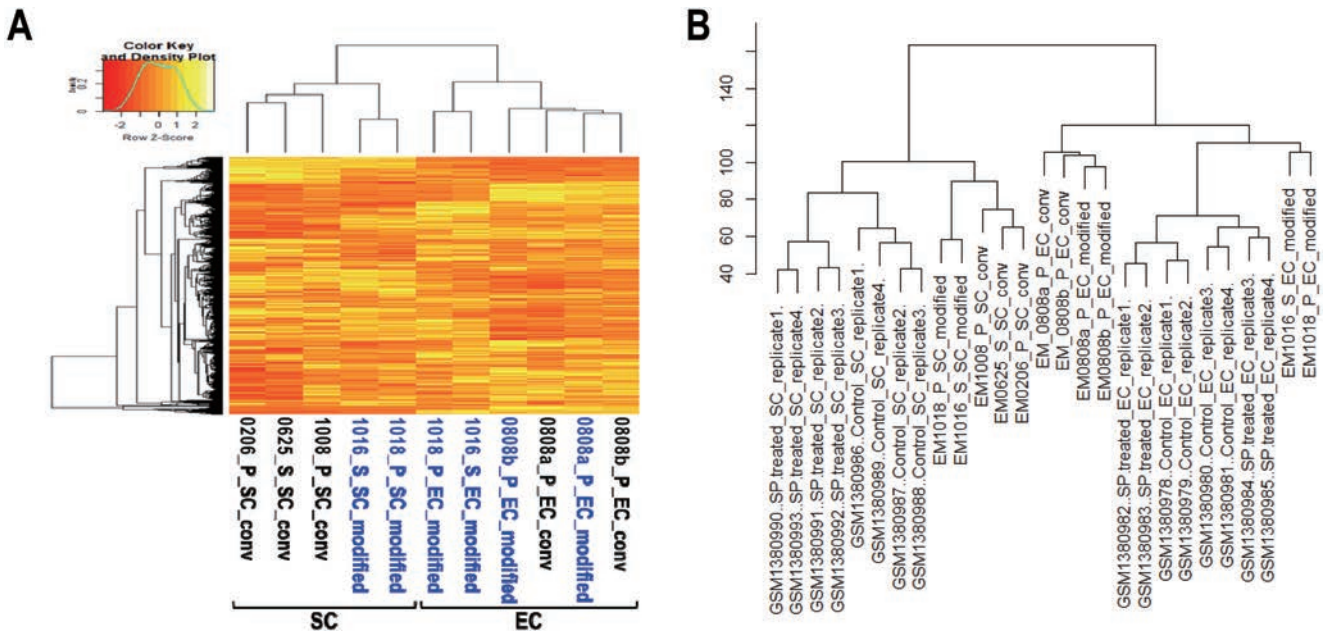 A
Color Key
and Density Plot
Density
0 0.2
-2 0 1 2
Row Z-Score
0206_P_SC_conv
0625_S_SC_conv
1008_P_SC_conv
1016_S_SC_modified
1018_P_SC_modified
1018_P_EC_modified
1016_S_EC_modified
0808b_P_EC_modified
0808a_P_EC_conv
0808a_P_EC_modified
0808b_P_EC_conv
SC
EC
B
140
100
80
60
40
GSM1380990..SP.treated_SC_replicate1.
GSM1380993..SP.treated_SC_replicate4.
GSM1380991..SP.treated_SC_replicate2.
GSM1380992..SP.treated_SC_replicate3.
GSM1380986..Control_SC_replicate1.
GSM1380989..Control_SC_replicate4.
GSM1380987..Control_SC_replicate2.
GSM1380988..Control_SC_replicate3.
EM1018_P_SC_modified
EM1016_S_SC_modified
EM1008_P_SC_conv
EM0625_S_SC_conv
EM0206_P_SC_conv
EM_0808a_P_EC_conv
EM_0808b_P_EC_conv
EM0808a_P_EC_modified
EM0808b_P_EC_modified
GSM1380982..SP.treated_EC_replicate1.
GSM1380983..SP.treated_EC_replicate2.
GSM1380978..Control_EC_replicate1.
GSM1380979..Control_EC_replicate2.
GSM1380980..Control_EC_replicate3.
GSM1380981..Control_EC_replicate4.
GSM1380984..SP.treated_EC_replicate3.
GSM1380985..SP.treated_EC_replicate4.
EM1016_S_EC_modified
EM1018_P_EC_modified